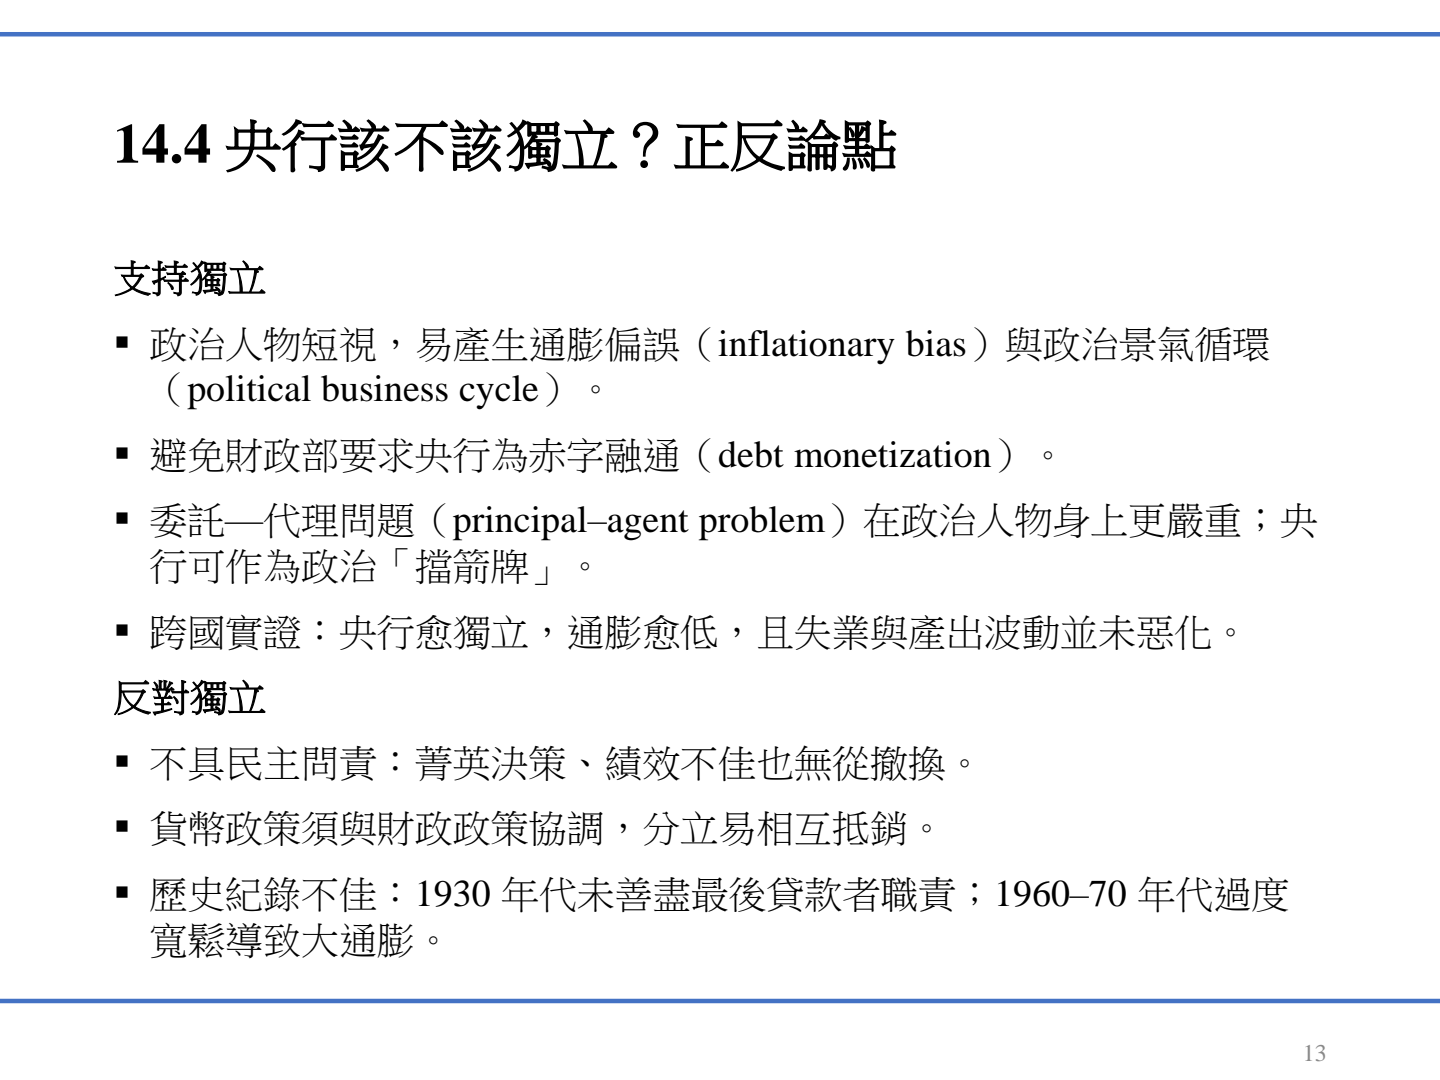 14.4 央行該不該獨立？正反論點
支持獨立
▪ 政治人物短視，易產生通膨偏誤（inflationary bias）與政治景氣循環
（political business cycle）。
▪ 避免財政部要求央行為赤字融通（debt monetization）。
▪ 委託—代理問題（principal–agent problem）在政治人物身上更嚴重；央
行可作為政治「擋箭牌」。
▪ 跨國實證：央行愈獨立，通膨愈低，且失業與產出波動並未惡化。
反對獨立
▪ 不具民主問責：菁英決策、績效不佳也無從撤換。
▪ 貨幣政策須與財政政策協調，分立易相互抵銷。
▪ 歷史紀錄不佳：1930 年代未善盡最後貸款者職責；1960–70 年代過度
寬鬆導致大通膨。
13